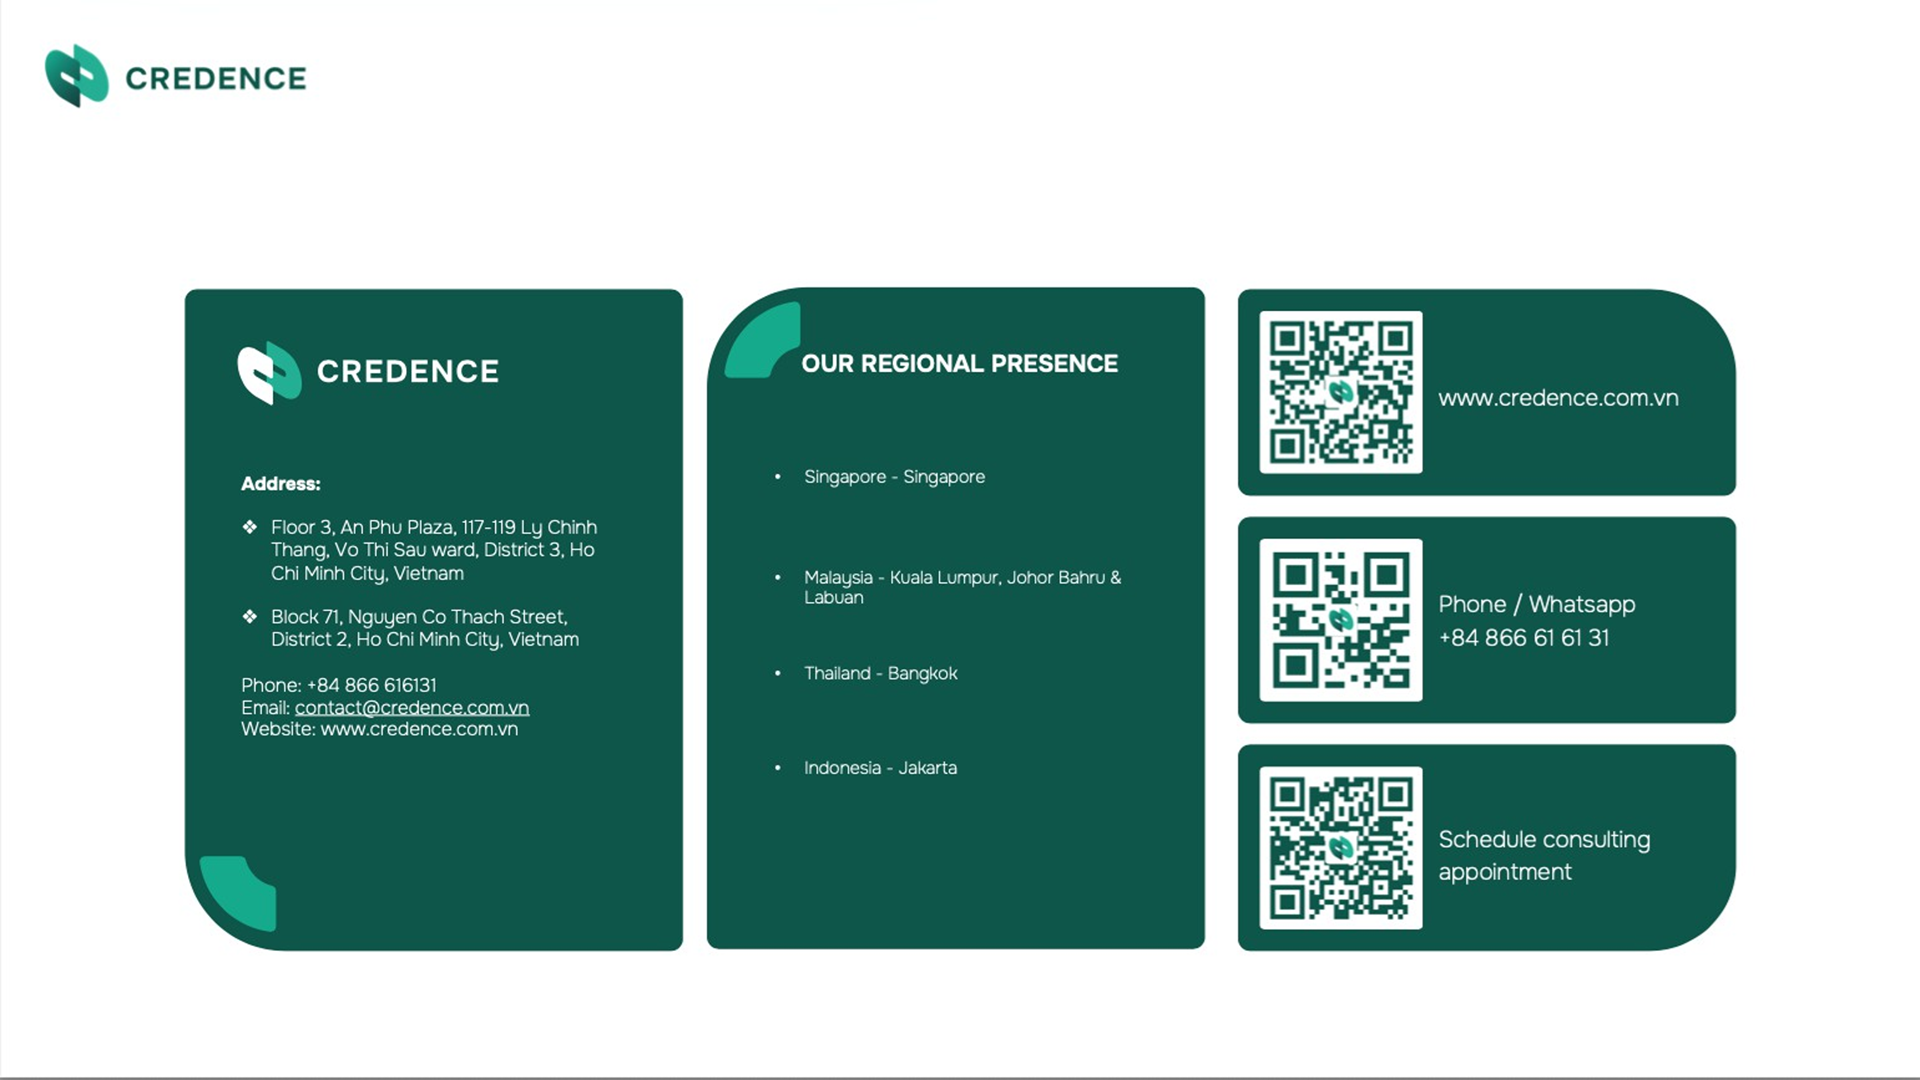 CREDENCE
CREDENCE
Address:
❖ Floor 3, An Phu Plaza, 117-119 Ly Chinh
Thang, Vo Thi Sau ward, District 3, Ho
Chi Minh City, Vietnam
❖ Block 71, Nguyen Co Thach Street,
District 2, Ho Chi Minh City, Vietnam
Phone: +84 866 616131
Email: contact@credence.com.vn
Website: www.credence.com.vn
OUR REGIONAL PRESENCE
• Singapore - Singapore
• Malaysia - Kuala Lumpur, Johor Bahru &
Labuan
• Thailand - Bangkok
• Indonesia - Jakarta
www.credence.com.vn
Phone / Whatsapp
+84 866 61 61 31
Schedule consulting
appointment